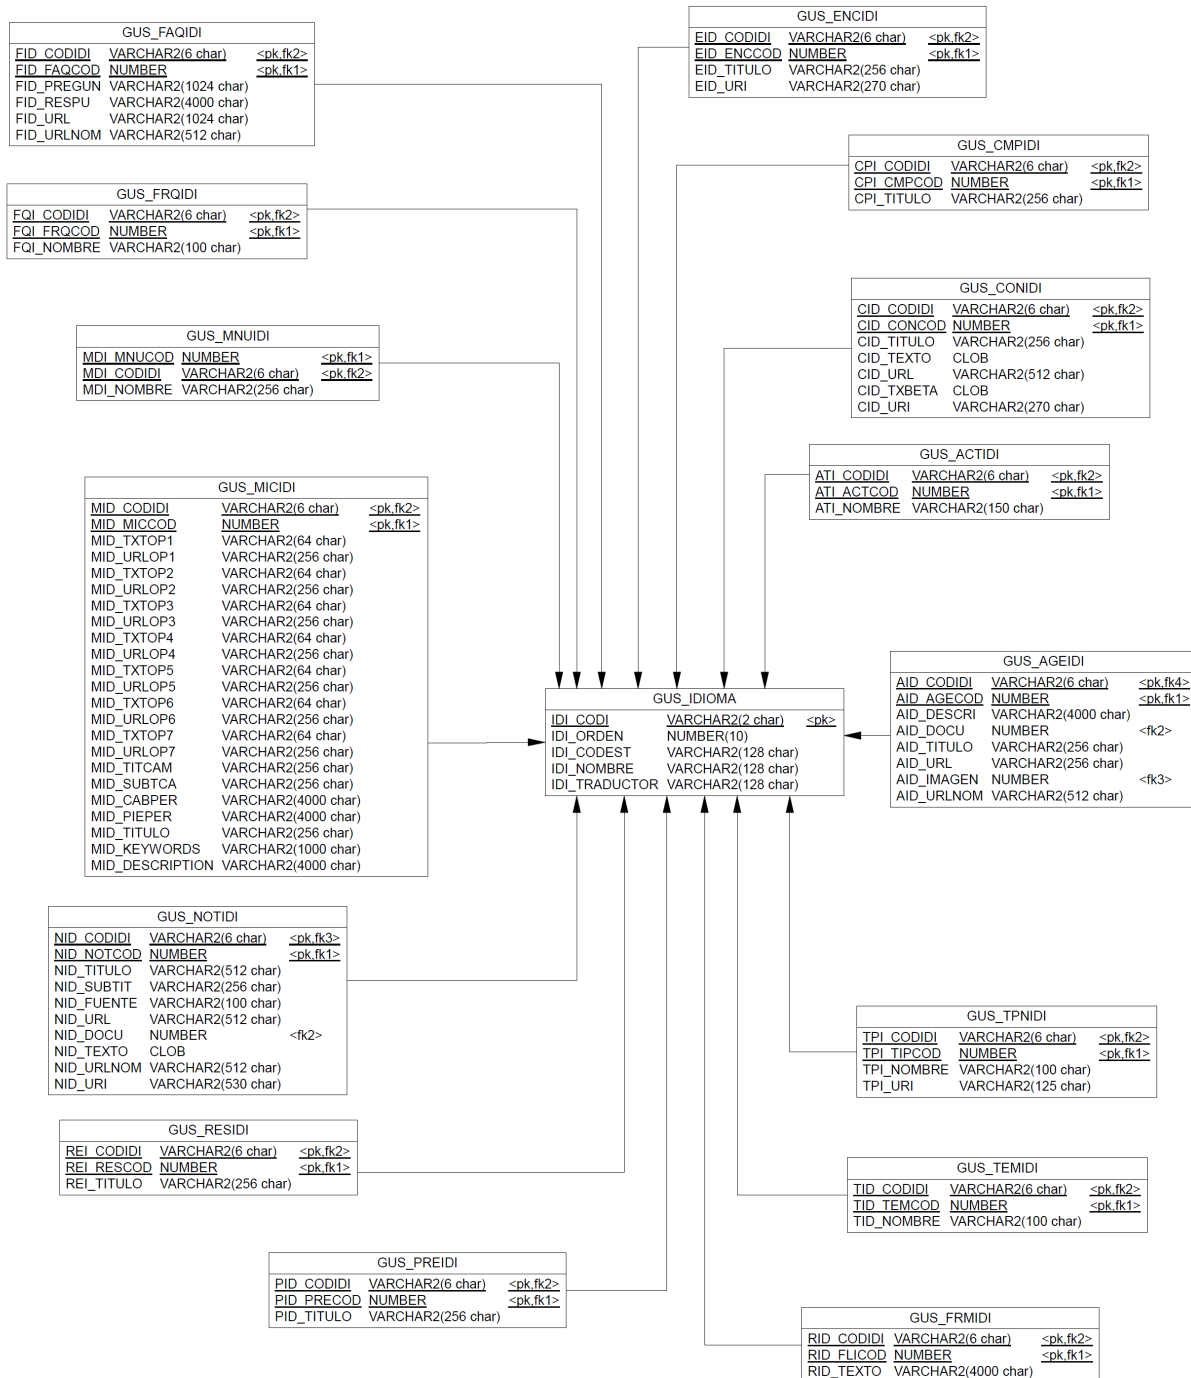 GUS_FAQIDI
FID_CODIDI VARCHAR2(6 char) <pk,fk2>
FID_FAQCOD NUMBER <pk,fk1>
FID_PREGUN VARCHAR2(1024 char)
FID_RESPU VARCHAR2(4000 char)
FID_URL VARCHAR2(1024 char)
FID_URLNOM VARCHAR2(512 char)
GUS_ENCIDI
EID_CODIDI VARCHAR2(6 char) <pk,fk2>
EID_ENCCOD NUMBER <pk,fk1>
EID_TITULO VARCHAR2(256 char)
EID_URI VARCHAR2(270 char)
GUS_CMPIDI
CPI_CODIDI VARCHAR2(6 char) <pk,fk2>
CPI_CMPCOD NUMBER <pk,fk1>
CPI_TITULO VARCHAR2(256 char)
GUS_FRQIDI
FQI_CODIDI VARCHAR2(6 char) <pk,fk2>
FQI_FRQCOD NUMBER <pk,fk1>
FQI_NOMBRE VARCHAR2(100 char)
GUS_CONIDI
CID_CODIDI VARCHAR2(6 char) <pk,fk2>
CID_CONCOD NUMBER <pk,fk1>
CID_TITULO VARCHAR2(256 char)
CID_TEXTO CLOB
CID_URL VARCHAR2(512 char)
CID_TXBETA CLOB
CID_URI VARCHAR2(270 char)
GUS_MNUIDI
MDI_MNUCOD NUMBER <pk,fk1>
MDI_CODIDI VARCHAR2(6 char) <pk,fk2>
MDI_NOMBRE VARCHAR2(256 char)
GUS_ACTIDI
ATI_CODIDI VARCHAR2(6 char) <pk,fk2>
ATI_ACTCOD NUMBER <pk,fk1>
ATI_NOMBRE VARCHAR2(150 char)
GUS_MICIDI
MID_CODIDI VARCHAR2(6 char) <pk,fk2>
MID_MICCOD NUMBER <pk,fk1>
MID_TXTOP1 VARCHAR2(64 char)
MID_URLOP1 VARCHAR2(256 char)
MID_TXTOP2 VARCHAR2(64 char)
MID_URLOP2 VARCHAR2(256 char)
MID_TXTOP3 VARCHAR2(64 char)
MID_URLOP3 VARCHAR2(256 char)
MID_TXTOP4 VARCHAR2(64 char)
MID_URLOP4 VARCHAR2(256 char)
MID_TXTOP5 VARCHAR2(64 char)
MID_URLOP5 VARCHAR2(256 char)
MID_TXTOP6 VARCHAR2(64 char)
MID_URLOP6 VARCHAR2(256 char)
MID_TXTOP7 VARCHAR2(64 char)
MID_URLOP7 VARCHAR2(256 char)
MID_TITCAM VARCHAR2(256 char)
MID_SUBTCA VARCHAR2(256 char)
MID_CABPER VARCHAR2(4000 char)
MID_PIEPER VARCHAR2(4000 char)
MID_TITULO VARCHAR2(256 char)
MID_KEYWORDS VARCHAR2(1000 char)
MID_DESCRIPTION VARCHAR2(4000 char)
GUS_IDIOMA
IDI_CODI VARCHAR2(2 char) <pk>
IDI_ORDEN NUMBER(10)
IDI_CODEST VARCHAR2(128 char)
IDI_NOMBRE VARCHAR2(128 char)
IDI_TRADUCTOR VARCHAR2(128 char)
GUS_AGEIDI
AID_CODIDI VARCHAR2(6 char) <pk,fk4>
AID_AGECOD NUMBER <pk,fk1>
AID_DESCRI VARCHAR2(4000 char)
AID_DOCU NUMBER <fk2>
AID_TITULO VARCHAR2(256 char)
AID_URL VARCHAR2(256 char)
AID_IMAGEN NUMBER <fk3>
AID_URLNOM VARCHAR2(512 char)
GUS_NOTIDI
NID_CODIDI VARCHAR2(6 char) <pk,fk3>
NID_NOTCOD NUMBER <pk,fk1>
NID_TITULO VARCHAR2(512 char)
NID_SUBTIT VARCHAR2(256 char)
NID_FUENTE VARCHAR2(100 char)
NID_URL VARCHAR2(512 char)
NID_DOCU NUMBER <fk2>
NID_TEXTO CLOB
NID_URLNOM VARCHAR2(512 char)
NID_URI VARCHAR2(530 char)
GUS_TPNIDI
TPI_CODIDI VARCHAR2(6 char) <pk,fk2>
TPI_TIPCOD NUMBER <pk,fk1>
TPI_NOMBRE VARCHAR2(100 char)
TPI_URI VARCHAR2(125 char)
GUS_RESIDI
REI_CODIDI VARCHAR2(6 char) <pk,fk2>
REI_RESCOD NUMBER <pk,fk1>
REI_TITULO VARCHAR2(256 char)
GUS_TEMIDI
TID_CODIDI VARCHAR2(6 char) <pk,fk2>
TID_TEMCOD NUMBER <pk,fk1>
TID_NOMBRE VARCHAR2(100 char)
GUS_PREIDI
PID_CODIDI VARCHAR2(6 char) <pk,fk2>
PID_PRECOD NUMBER <pk,fk1>
PID_TITULO VARCHAR2(256 char)
GUS_FRMIDI
RID_CODIDI VARCHAR2(6 char) <pk,fk2>
RID_FLICOD NUMBER <pk,fk1>
RID_TEXTO VARCHAR2(4000 char)